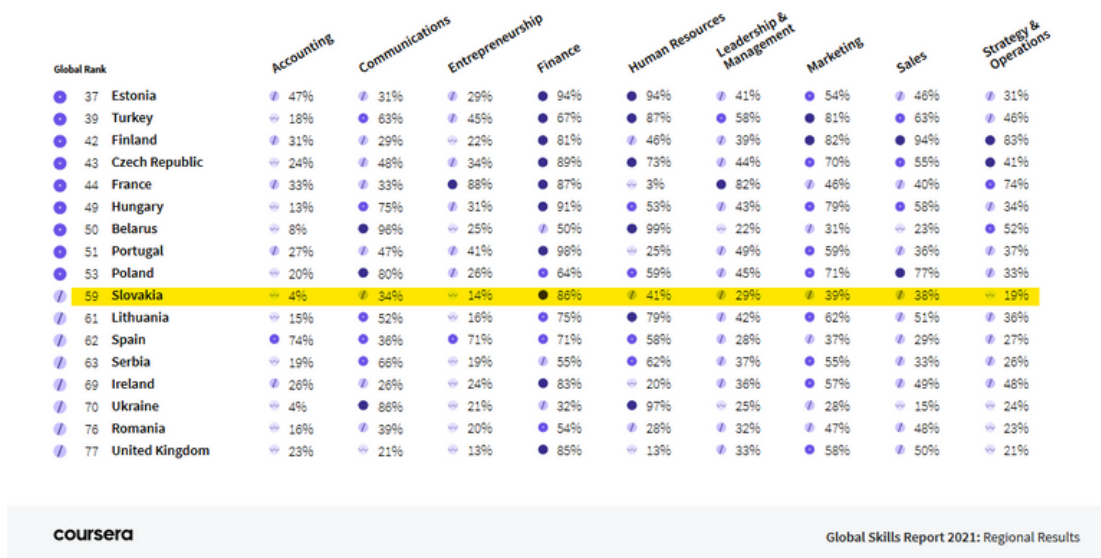 Global Rank Accounting Communications Entrepreneurship Finance Human Resources Leadership & Management Marketing Sales Strategy & Operations
37 Estonia 47% 31% 29% 94% 94% 41% 54% 46% 31%
39 Turkey 18% 63% 45% 67% 87% 58% 81% 63% 46%
42 Finland 31% 29% 22% 81% 46% 39% 82% 94% 83%
43 Czech Republic 24% 48% 34% 89% 73% 44% 70% 55% 41%
44 France 33% 33% 88% 87% 3% 82% 46% 40% 74%
49 Hungary 13% 75% 31% 91% 53% 43% 79% 58% 34%
50 Belarus 8% 96% 25% 50% 99% 22% 31% 23% 52%
51 Portugal 27% 47% 41% 98% 25% 49% 59% 36% 37%
53 Poland 20% 80% 26% 64% 59% 45% 71% 77% 33%
59 Slovakia 4% 34% 14% 86% 41% 29% 39% 38% 19%
61 Lithuania 15% 52% 16% 75% 79% 42% 62% 51% 36%
62 Spain 74% 36% 71% 71% 58% 28% 37% 29% 27%
63 Serbia 19% 66% 19% 55% 62% 37% 55% 33% 26%
69 Ireland 26% 26% 24% 83% 20% 36% 57% 49% 48%
70 Ukraine 4% 86% 21% 32% 97% 25% 28% 15% 24%
76 Romania 16% 39% 20% 54% 28% 32% 47% 48% 23%
77 United Kingdom 23% 21% 13% 85% 13% 33% 58% 50% 21%
coursera
Global Skills Report 2021: Regional Results